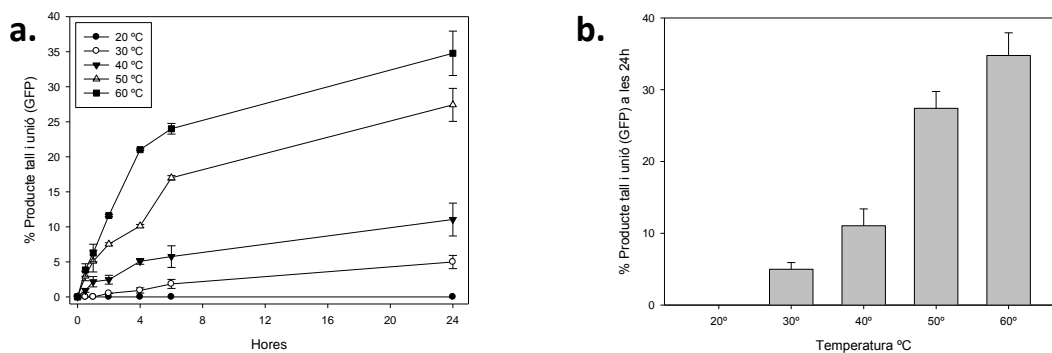 a.
% Producte tall i unió (GFP)
40
35
30
25
20
15
10
5
0
20 ºC
30 ºC
40 ºC
50 ºC
60 ºC
0 4 8 12 16 20 24
Hores
b.
% Producte tall i unió (GFP) a les 24h
40
30
20
10
0
20º 30º 40º 50º 60º
Temperatura ºC